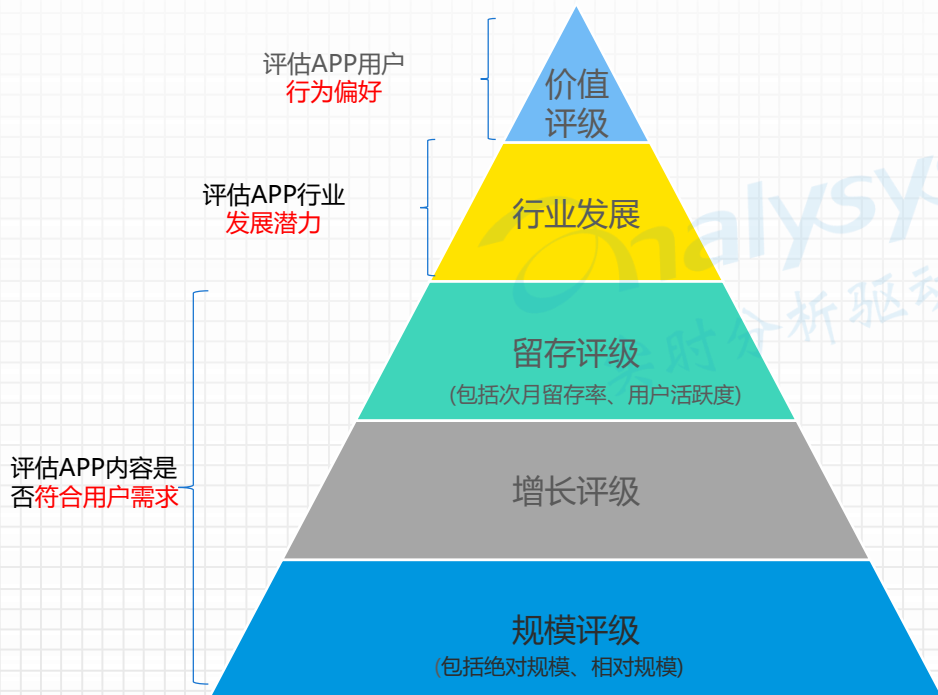 评估APP用户
行为偏好
价值
评级
评估APP行业
发展潜力
行业发展
nalysys
实时分析驱动
留存评级
(包括次月留存率、用户活跃度)
评估APP内容是
否符合用户需求
增长评级
规模评级
(包括绝对规模、相对规模)